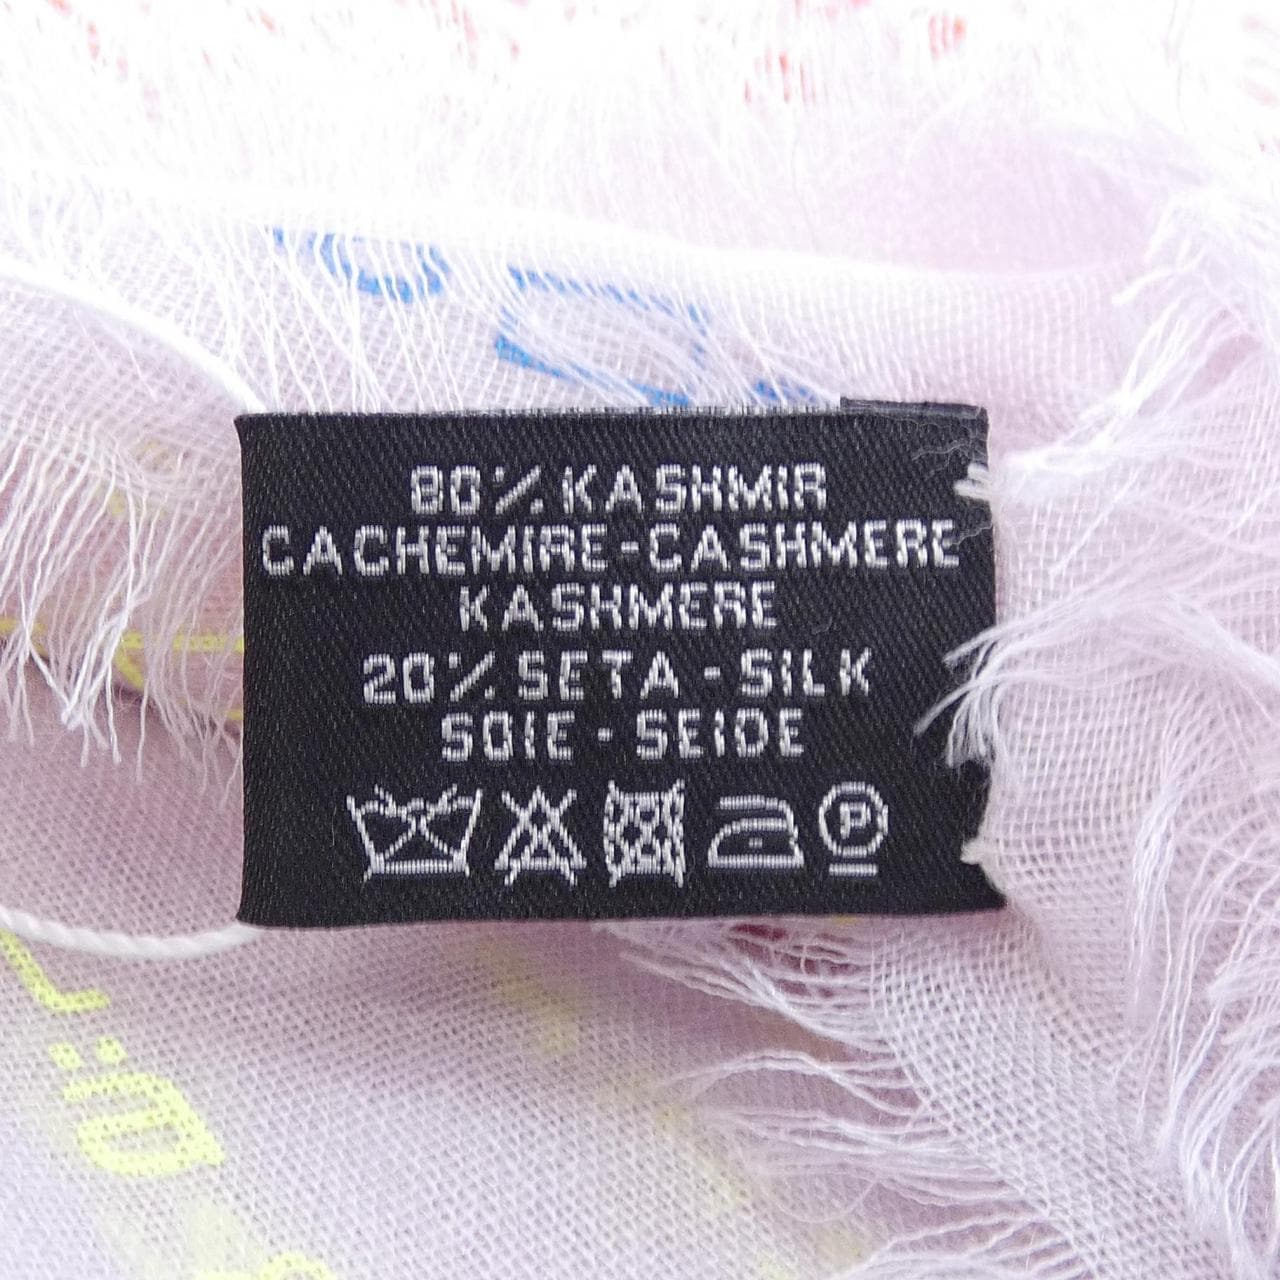 80% KASHMIR
CACHEMIRE-CASHMERE
KASHMERE
20% SETA - SILK
SOIE - SEIDE
P